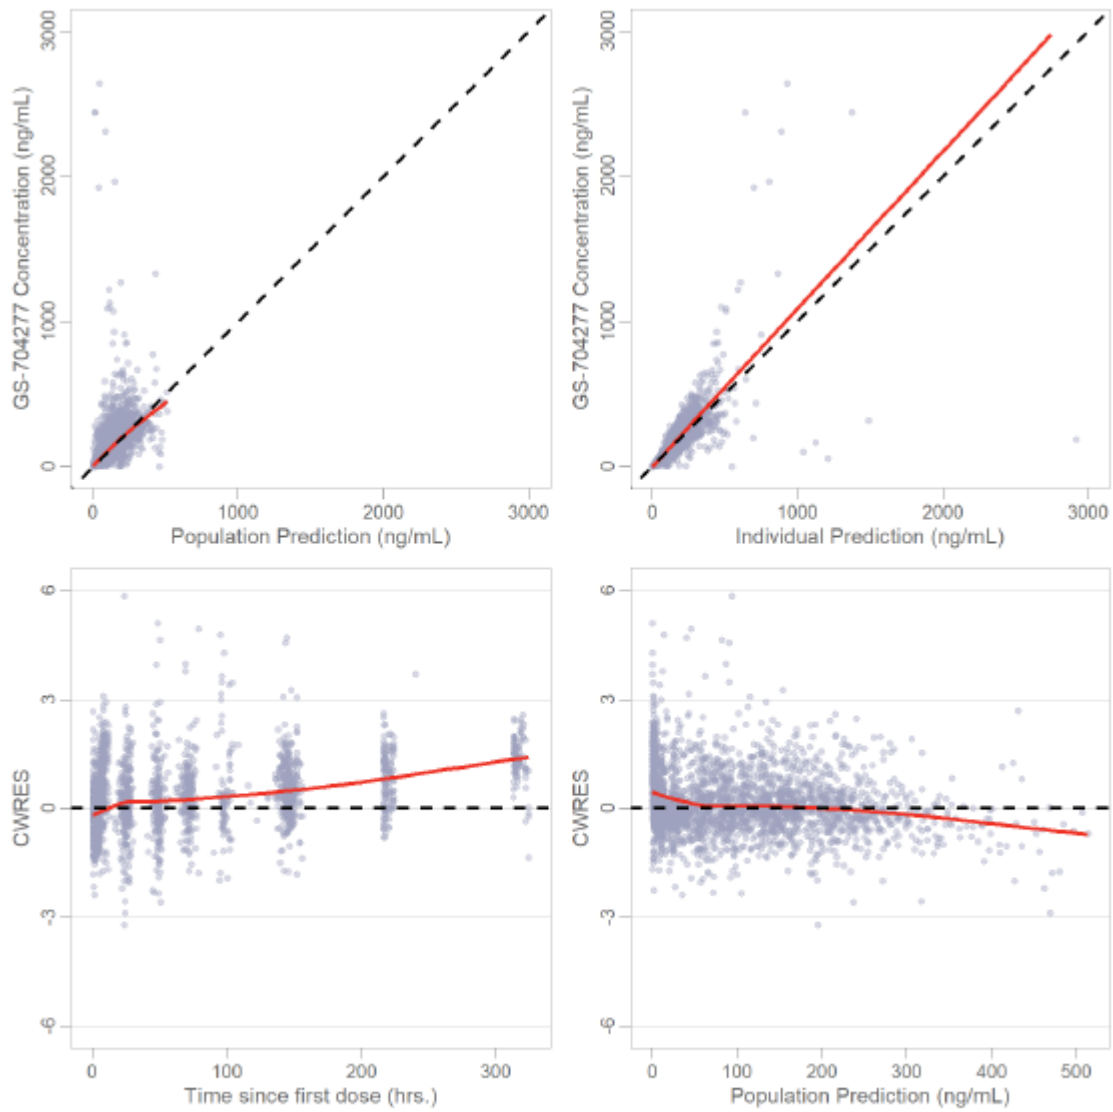 GS-704277 Concentration (ng/mL)
3000
2000
1000
0
0 1000 2000 3000
Population Prediction (ng/mL)
GS-704277 Concentration (ng/mL)
3000
2000
1000
0
0 1000 2000 3000
Individual Prediction (ng/mL)
CWRES
6
3
0
-3
-6
0 100 200 300
Time since first dose (hrs.)
CWRES
6
3
0
-3
-6
0 100 200 300 400 500
Population Prediction (ng/mL)